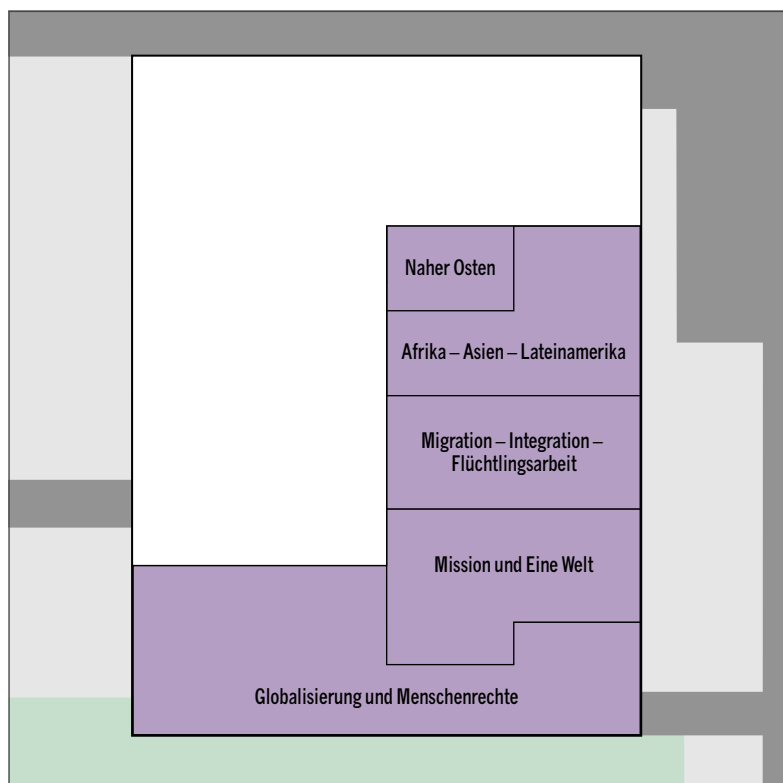 Naher Osten
Afrika – Asien – Lateinamerika
Migration – Integration –
Flüchtlingsarbeit
Mission und Eine Welt
Globalisierung und Menschenrechte